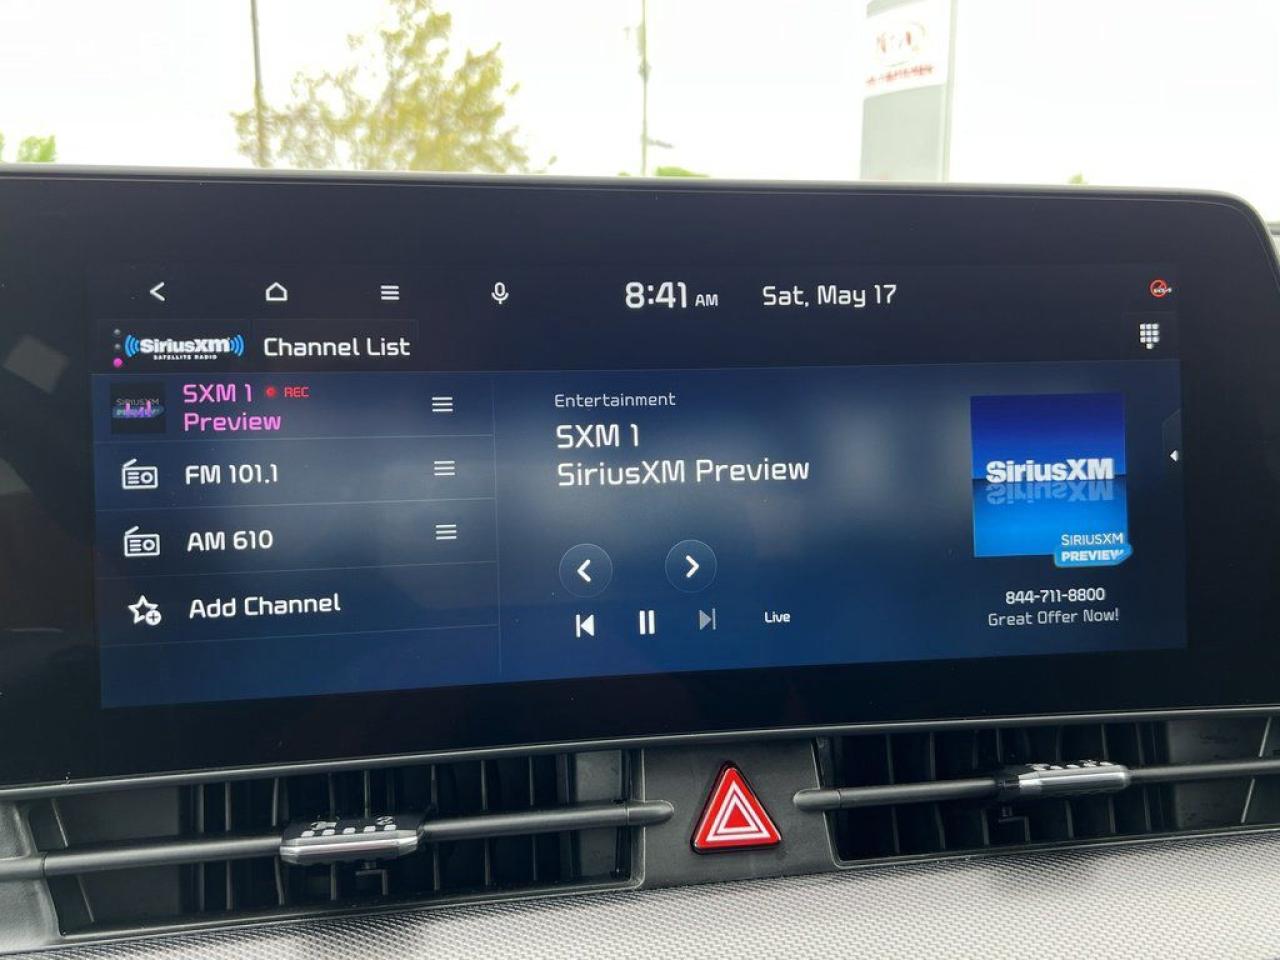 8:41 AM
Sat, May 17
SiriusXM
SATELLITE RADIO
Channel List
SXM 1 REC
Preview
FM 101.1
AM 610
Add Channel
Entertainment
SXM 1
SiriusXM Preview
Live
SiriusXM
SIRIUSXM
PREVIEW
844-711-8800
Great Offer Now!